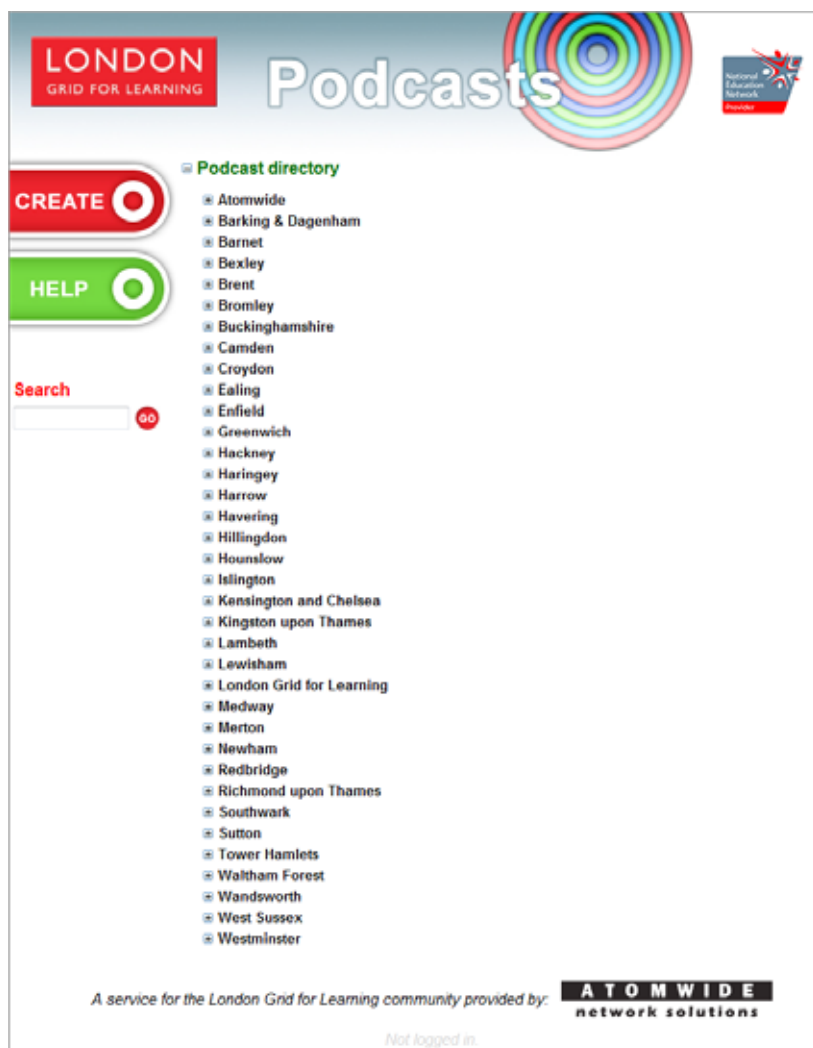 LONDON
GRID FOR LEARNING
Podcasts
National
Education
Network
Provider
CREATE
HELP
Search
GO
Podcast directory
Atomwide
Barking & Dagenham
Barnet
Bexley
Brent
Bromley
Buckinghamshire
Camden
Croydon
Ealing
Enfield
Greenwich
Hackney
Haringey
Harrow
Havering
Hillingdon
Hounslow
Islington
Kensington and Chelsea
Kingston upon Thames
Lambeth
Lewisham
London Grid for Learning
Medway
Merton
Newham
Redbridge
Richmond upon Thames
Southwark
Sutton
Tower Hamlets
Waltham Forest
Wandsworth
West Sussex
Westminster
A service for the London Grid for Learning community provided by:
ATOMWIDE
network solutions
Not logged in.